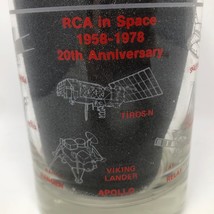 RCA in Space
1958-1978
20th Anniversary
TIROS-N
VIKING
LANDER
APOLLO